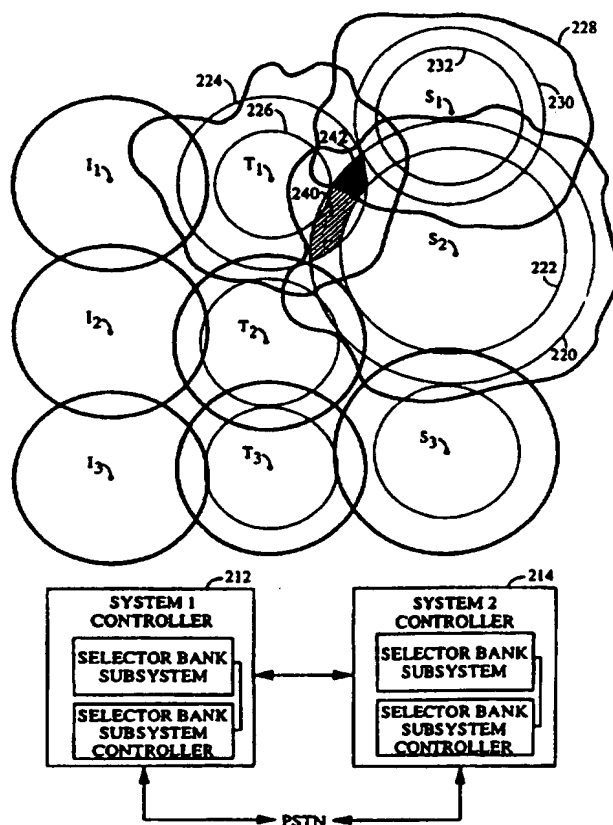 228
224
232
226
S1
230
242
I1
T1
240
S2
222
I2
T2
220
I3
T3
S3
212
214
SYSTEM 1
CONTROLLER
SELECTOR BANK
SUBSYSTEM
SELECTOR BANK
SUBSYSTEM
CONTROLLER
SYSTEM 2
CONTROLLER
SELECTOR BANK
SUBSYSTEM
SELECTOR BANK
SUBSYSTEM
CONTROLLER
PSTN